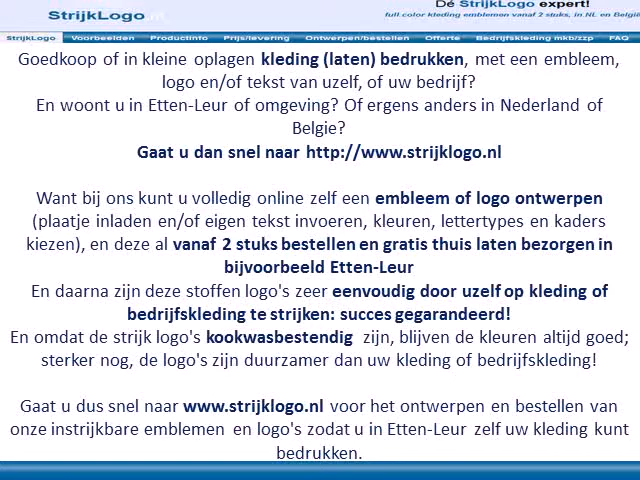 StrijkLogo.nl
Dé StrijkLogo expert!
full color kleding emblemen vanaf 2 stuks, in NL en België
StrijkLogo Voorbeelden Productinfo Prijs/levering Ontwerpen/bestellen Offerte Bedrijfskleding mkb/zzp FAQ
Goedkoop of in kleine oplagen kleding (laten) bedrukken, met een embleem,
logo en/of tekst van uzelf, of uw bedrijf?
En woont u in Etten-Leur of omgeving? Of ergens anders in Nederland of
Belgie?
Gaat u dan snel naar http://www.strijklogo.nl
Want bij ons kunt u volledig online zelf een embleem of logo ontwerpen
(plaatje inladen en/of eigen tekst invoeren, kleuren, lettertypes en kaders
kiezen), en deze al vanaf 2 stuks bestellen en gratis thuis laten bezorgen in
bijvoorbeeld Etten-Leur
En daarna zijn deze stoffen logo's zeer eenvoudig door uzelf op kleding of
bedrijfskleding te strijken: succes gegarandeerd!
En omdat de strijk logo's kookwasbestendig zijn, blijven de kleuren altijd goed;
sterker nog, de logo's zijn duurzamer dan uw kleding of bedrijfskleding!
Gaat u dus snel naar www.strijklogo.nl voor het ontwerpen en bestellen van
onze instrijkbare emblemen en logo's zodat u in Etten-Leur zelf uw kleding kunt
bedrukken.